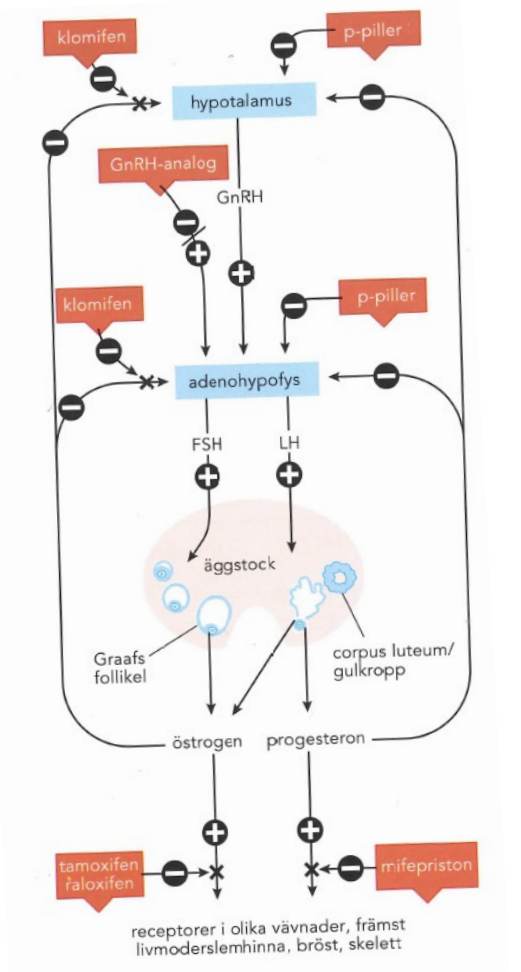 klomifen
p-piller
hypotalamus
GnRH-analog
GnRH
klomifen
p-piller
adenohypofys
FSH
LH
äggstock
Graafs
follikel
corpus luteum/
gulkropp
östrogen
progesteron
tamoxifen
raloxifen
mifepriston
receptorer i olika vävnader, främst
livmoderslemhinna, bröst, skelett